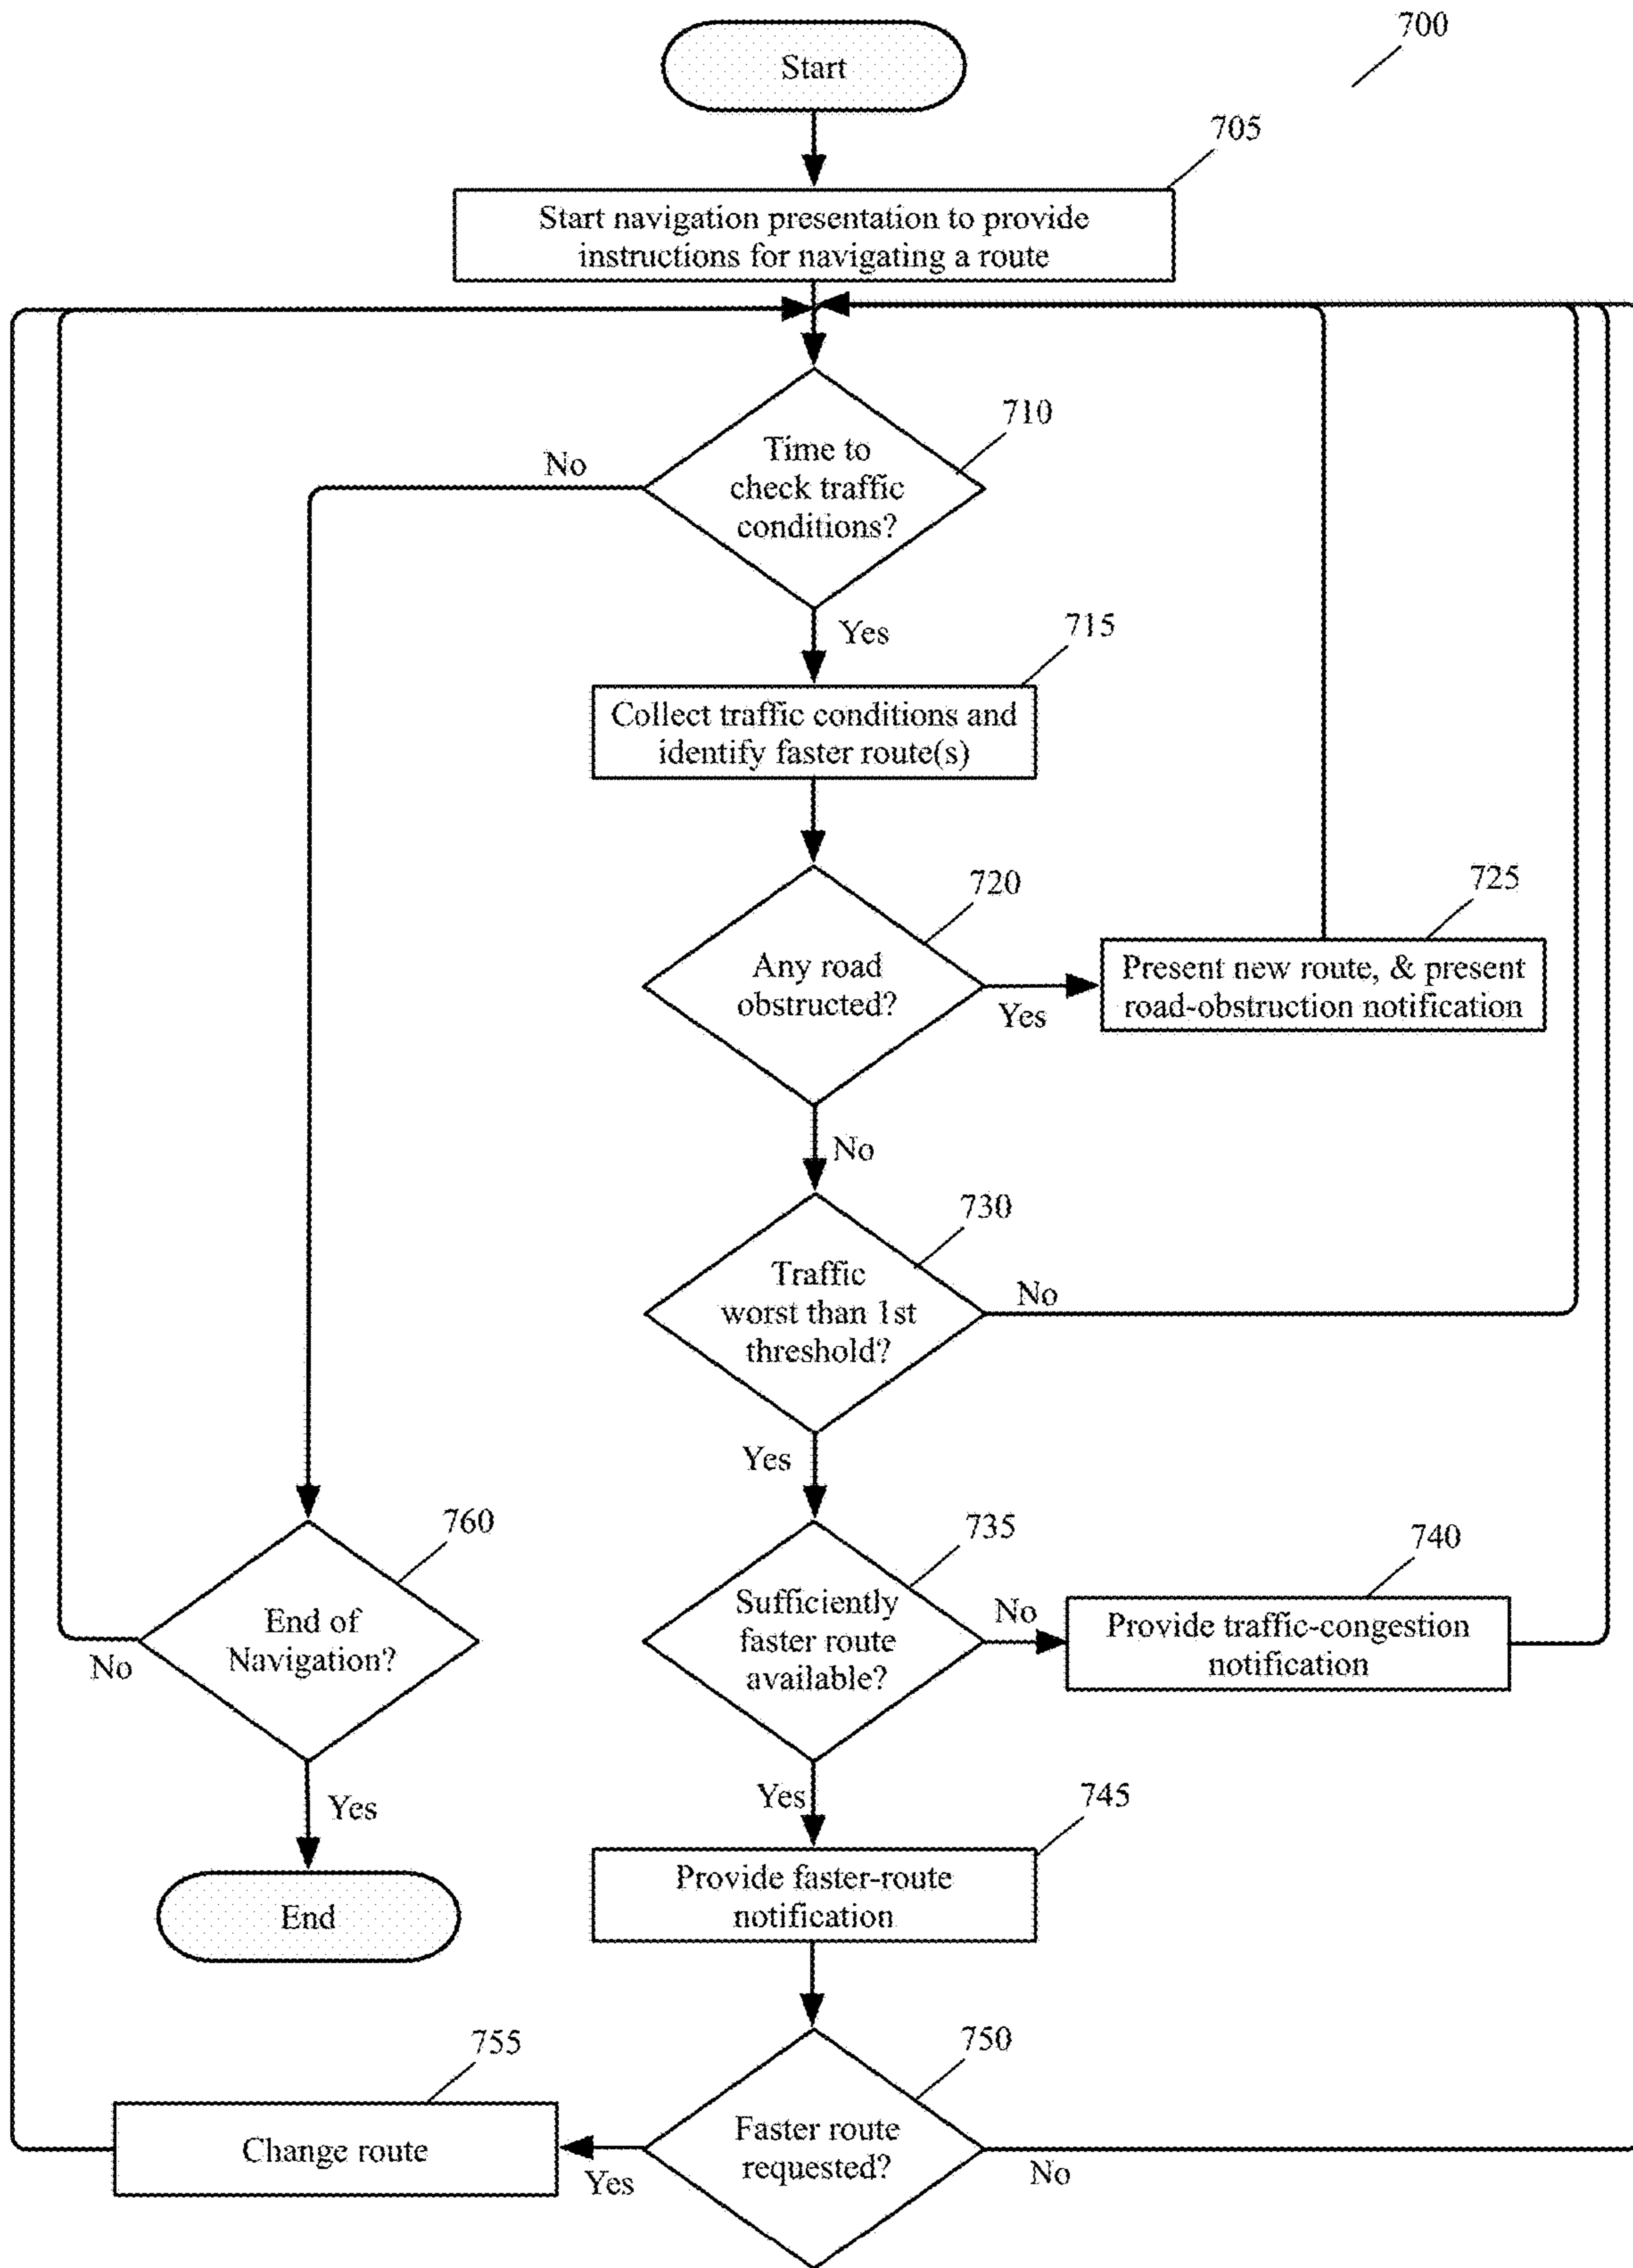 700
Start
705
Start navigation presentation to provide
instructions for navigating a route
710
Time to
check traffic
conditions?
No
Yes
715
Collect traffic conditions and
identify faster route(s)
720
Any road
obstructed?
Yes
725
Present new route, & present
road-obstruction notification
No
730
Traffic
worst than 1st
threshold?
No
Yes
735
Sufficiently
faster route
available?
No
740
Provide traffic-congestion
notification
760
End of
Navigation?
No
Yes
End
Yes
745
Provide faster-route
notification
750
Faster route
requested?
Yes
No
755
Change route